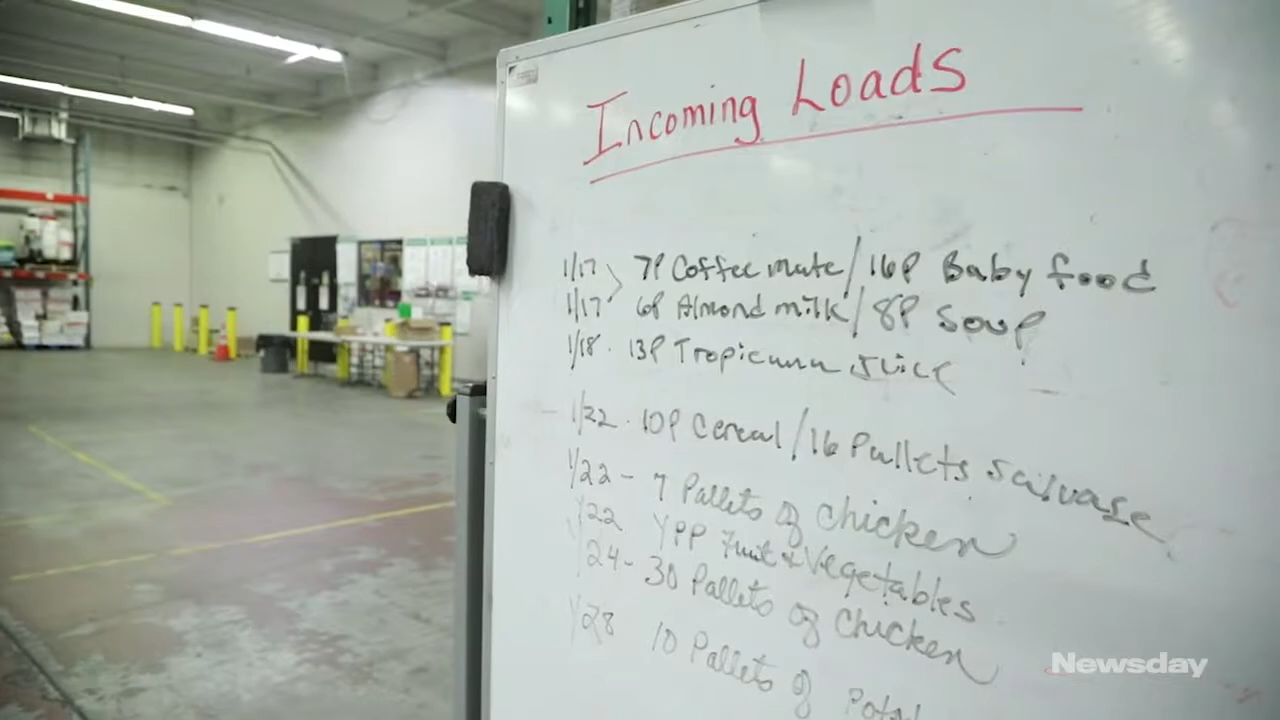 Incoming Loads
1/17 7P Coffee mate / 16P Baby food
1/17 6P Almond milk / 8P Soup
1/18 · 13P Tropicana Juice
1/22 · 10P Cereal / 16 Pallets Salvage
1/22 - 7 Pallets of Chicken
1/22 YPP Fruit & Vegetables
1/24 - 30 Pallets of Chicken
1/28 10 Pallets of
Newsday